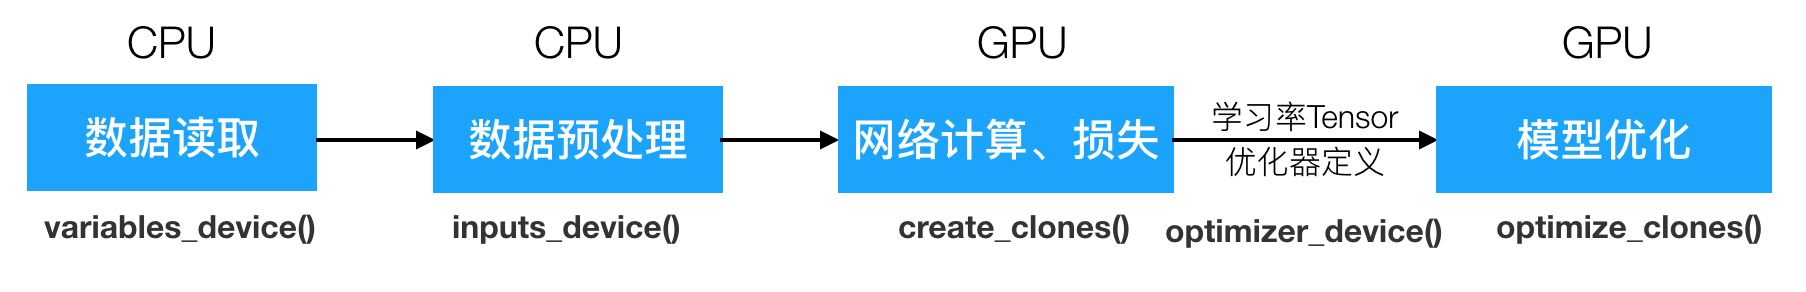 CPU
CPU
GPU
GPU
数据读取
数据预处理
网络计算、损失
学习率Tensor
优化器定义
模型优化
variables_device()
inputs_device()
create_clones()
optimizer_device()
optimize_clones()